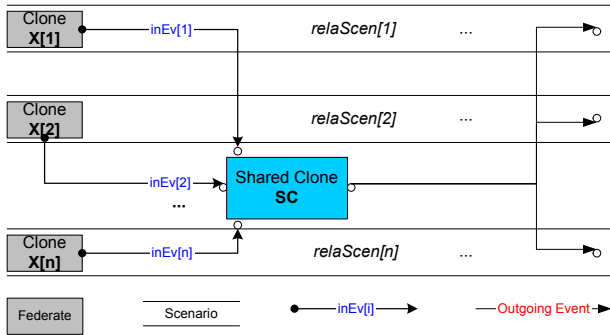 Clone
X[1]
inEv[1]
relaScen[1]
...
Clone
X[2]
relaScen[2]
...
inEv[2]
...
Shared Clone
SC
Clone
X[n]
inEv[n]
relaScen[n]
...
Federate
Scenario
inEv[i]
Outgoing Event